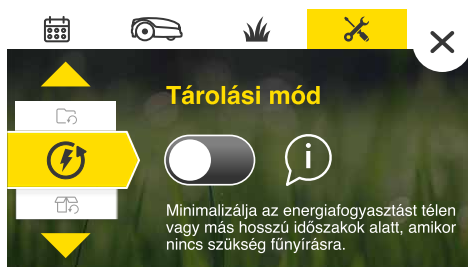 Tárolási mód
i
Minimalizálja az energiafogyasztást télen
vagy más hosszú időszakok alatt, amikor
nincs szükség fűnyírásra.